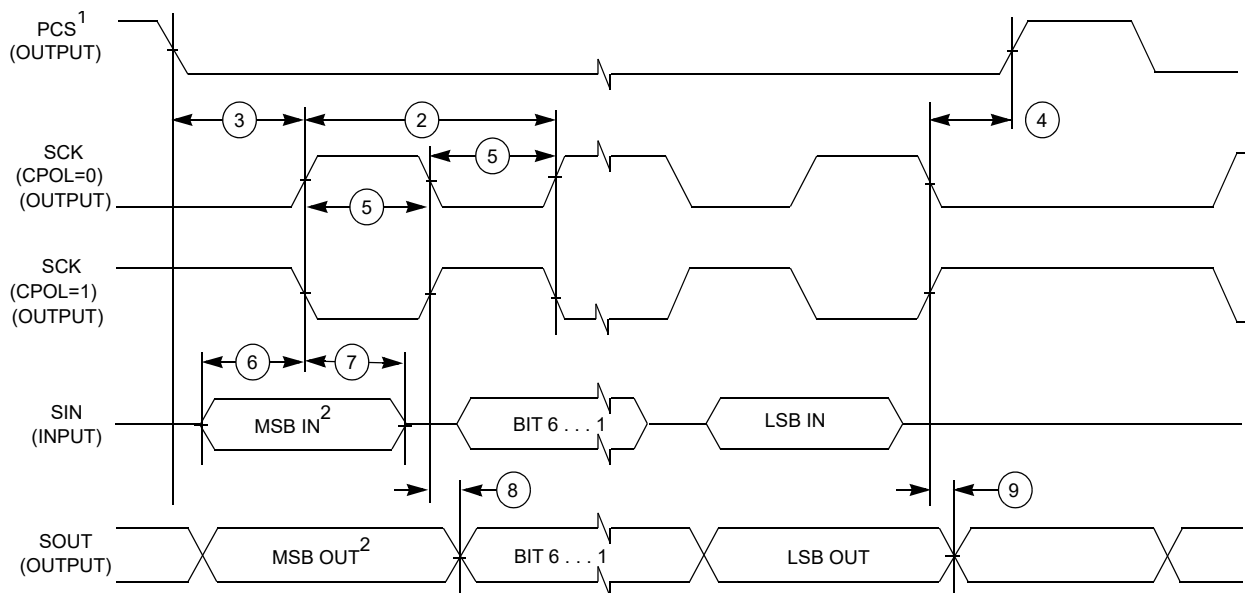 PCS1
(OUTPUT)
3
2
4
SCK
(CPOL=0)
(OUTPUT)
5
5
SCK
(CPOL=1)
(OUTPUT)
6
7
SIN
(INPUT)
MSB IN2
BIT 6 . . . 1
LSB IN
8
9
SOUT
(OUTPUT)
MSB OUT2
BIT 6 . . . 1
LSB OUT